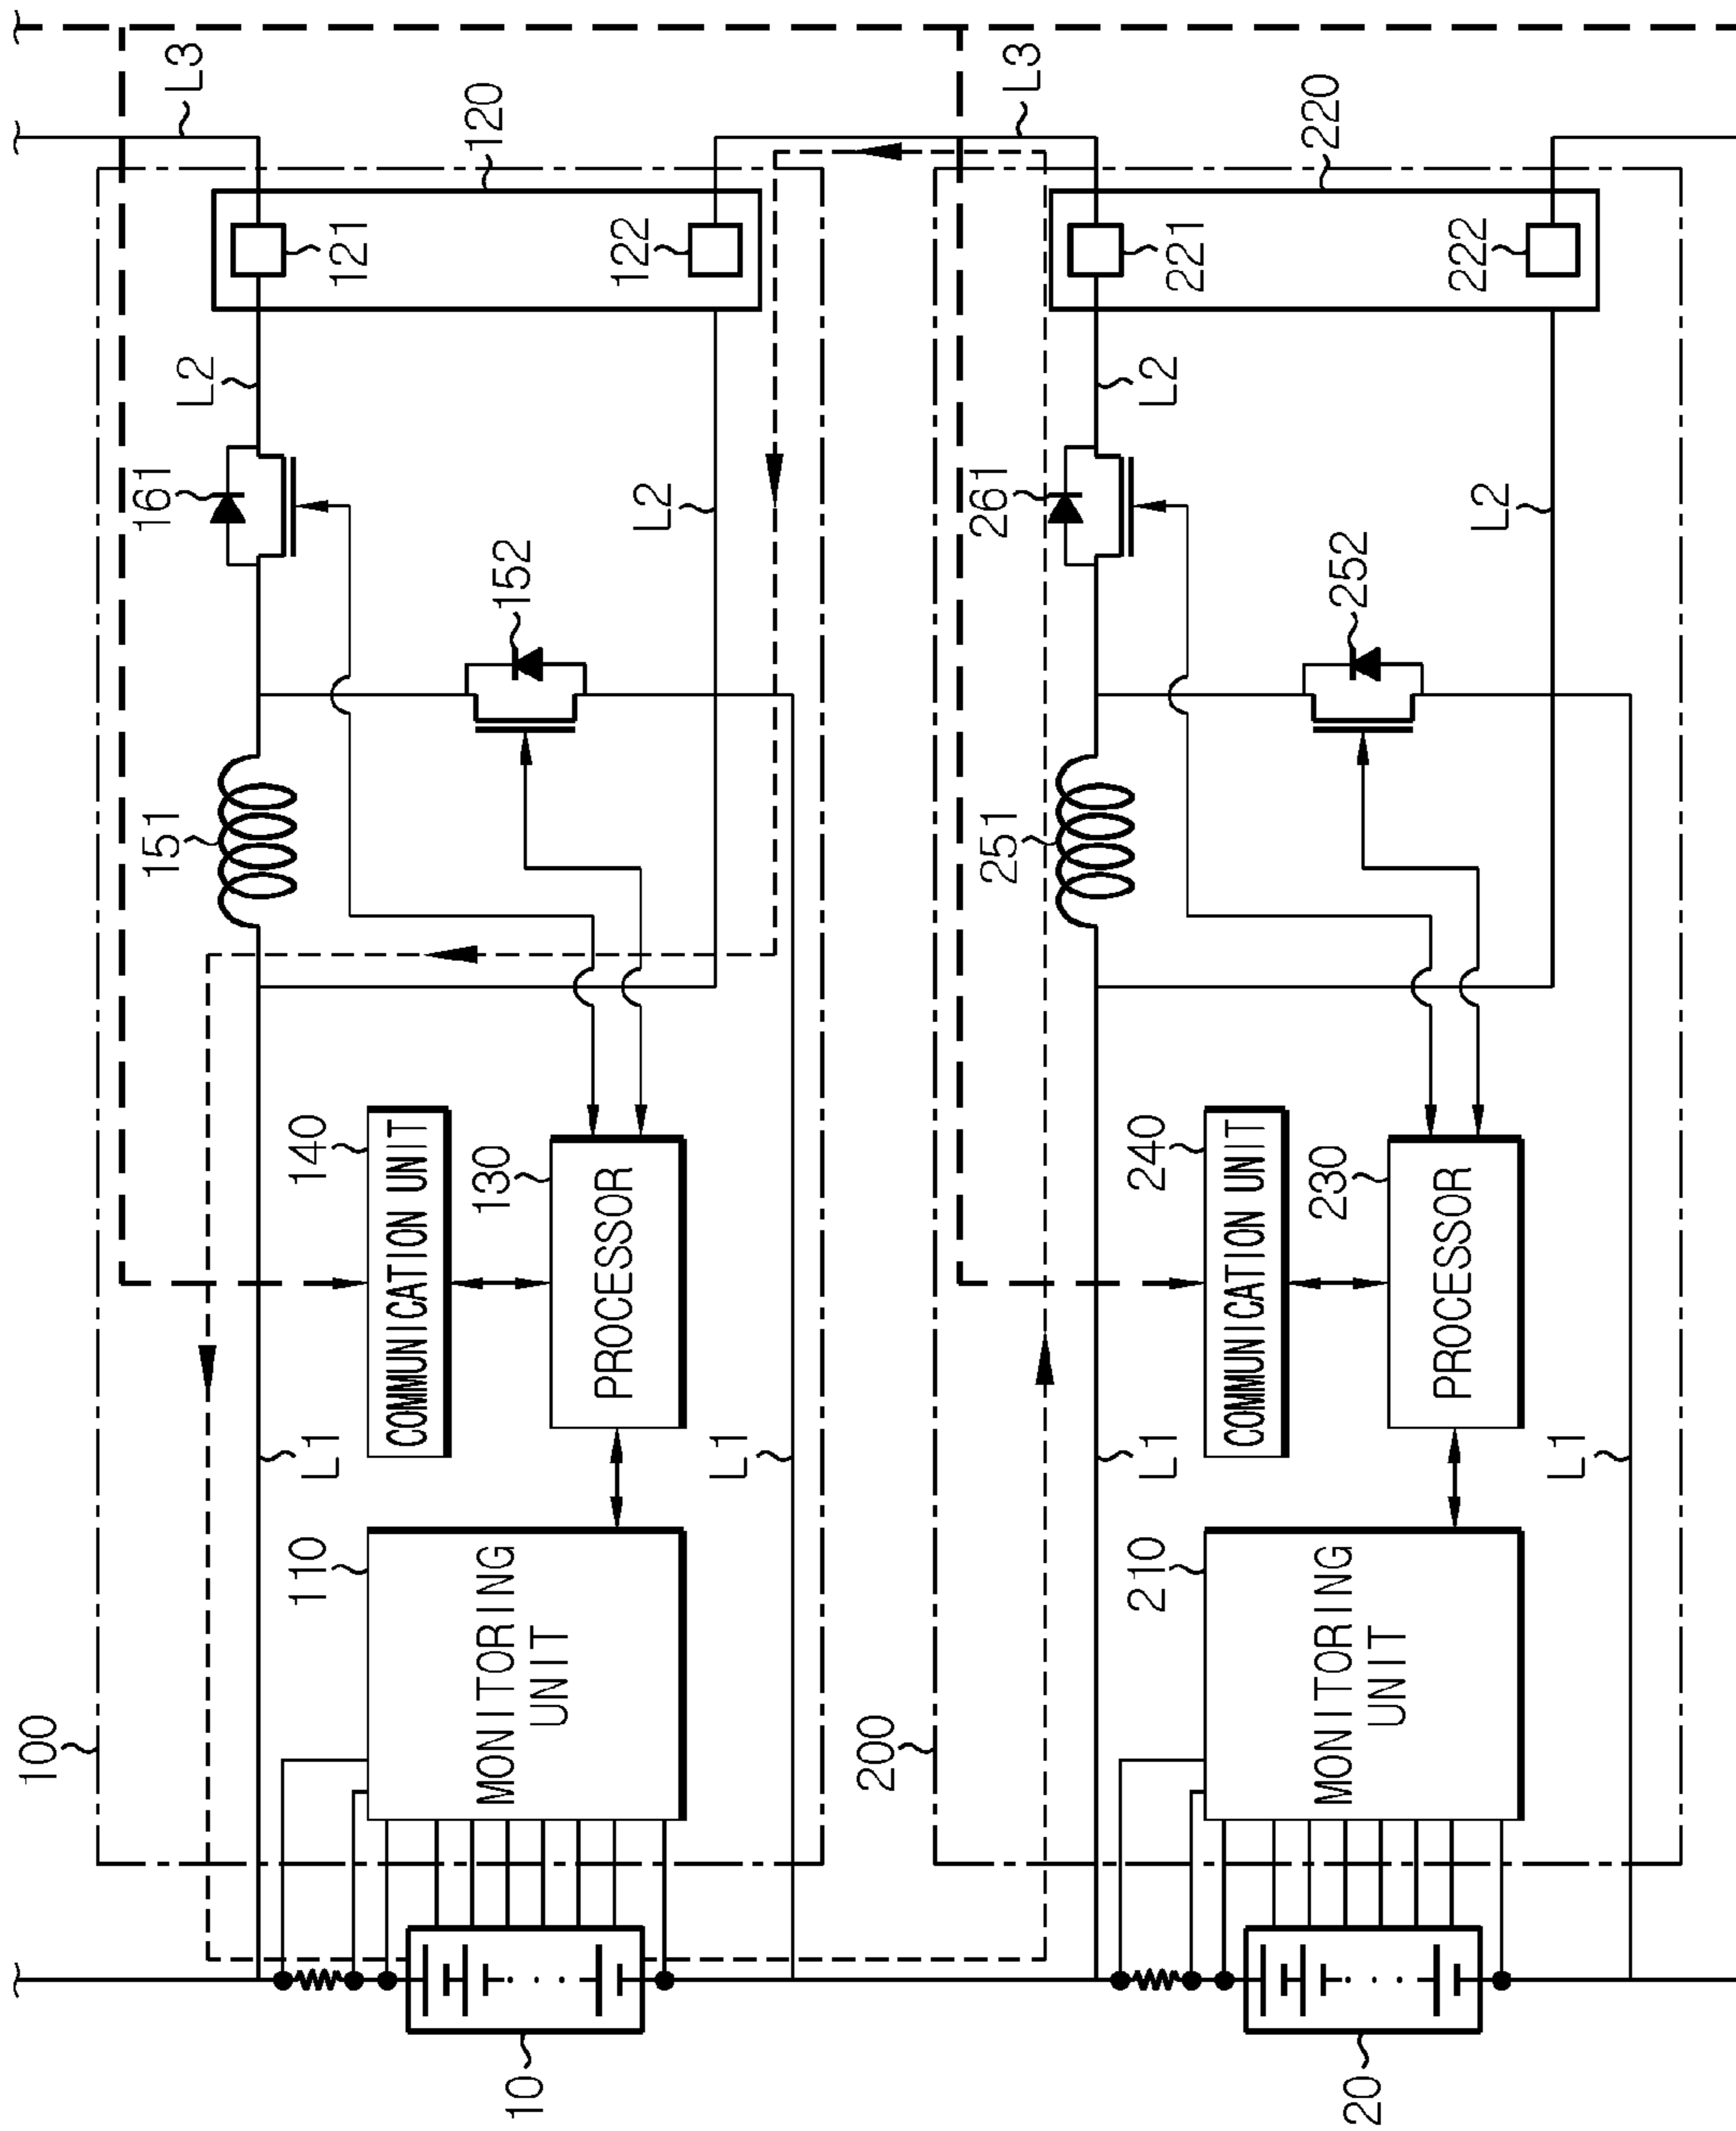 100
10
MONITORING
UNIT
110
L1
L1
COMMUNICATION UNIT
140
PROCESSOR
130
151
152
161
L2
L2
121
122
120
L3
200
20
MONITORING
UNIT
210
L1
L1
COMMUNICATION UNIT
240
PROCESSOR
230
251
252
261
L2
L2
221
222
220
L3